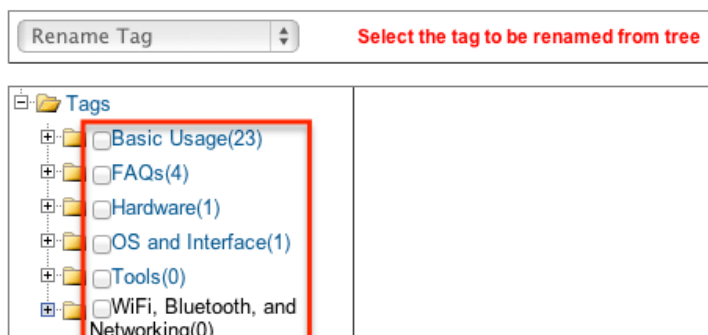 Rename Tag
Select the tag to be renamed from tree
Tags
Basic Usage(23)
FAQs(4)
Hardware(1)
OS and Interface(1)
Tools(0)
WiFi, Bluetooth, and
Networking(0)